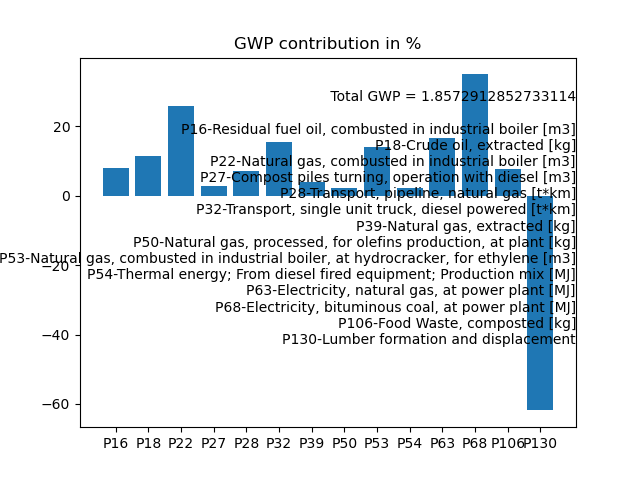 GWP contribution in %
Total GWP = 1.8572912852733114
P16-Residual fuel oil, combusted in industrial boiler [m3]
P18-Crude oil, extracted [kg]
P22-Natural gas, combusted in industrial boiler [m3]
P27-Compost piles turning, operation with diesel [m3]
P28-Transport, pipeline, natural gas [t*km]
P32-Transport, single unit truck, diesel powered [t*km]
P39-Natural gas, extracted [kg]
P50-Natural gas, processed, for olefins production, at plant [kg]
P53-Natural gas, combusted in industrial boiler, at hydrocracker, for ethylene [m3]
P54-Thermal energy; From diesel fired equipment; Production mix [MJ]
P63-Electricity, natural gas, at power plant [MJ]
P68-Electricity, bituminous coal, at power plant [MJ]
P106-Food Waste, composted [kg]
P130-Lumber formation and displacement
20
0
−20
−40
−60
P16 P18 P22 P27 P28 P32 P39 P50 P53 P54 P63 P68 P106 P130